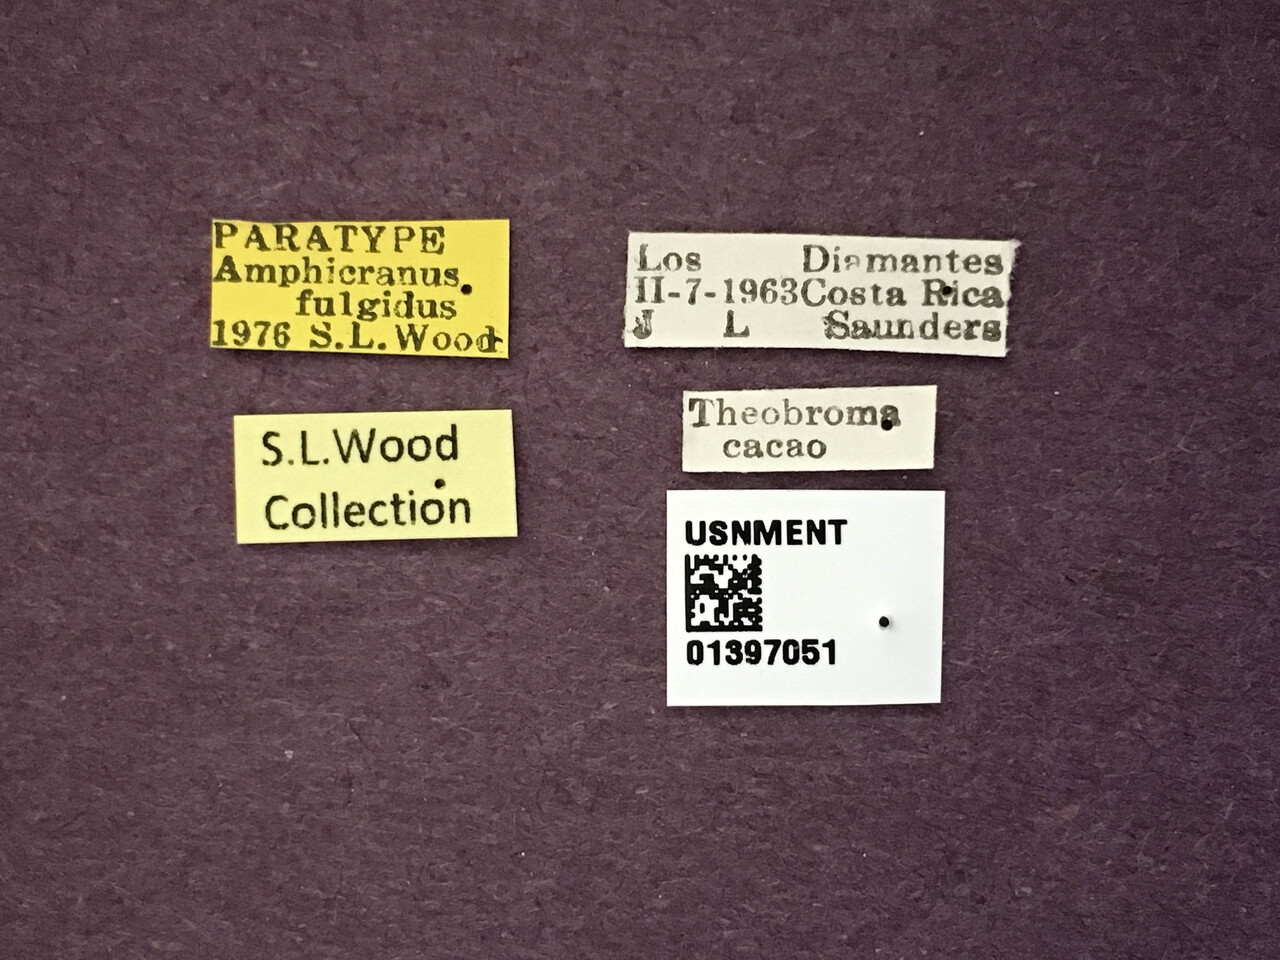 PARATYPE
Amphicranus
fulgidus
1976 S.L. Wood
S.L.Wood
Collection
Los Diamantes
II-7-1963 Costa Rica
J L Saunders
Theobroma
cacao
USNMENT
01397051